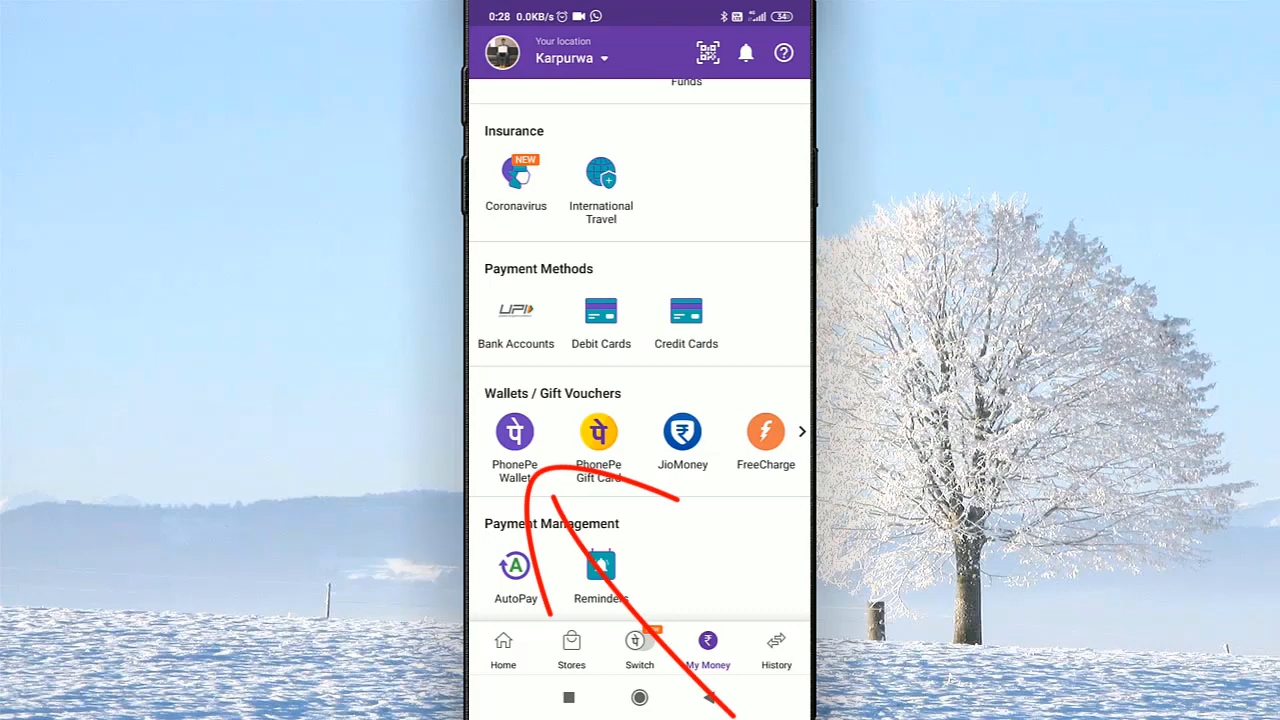 0:28 0.0KB/s 4G 34
Your location
Karpurwa
Funds
Insurance
NEW
Coronavirus
International
Travel
Payment Methods
UPI
Bank Accounts
Debit Cards
Credit Cards
Wallets / Gift Vouchers
पे
पे
₹
PhonePe
Wallet
PhonePe
Gift Card
JioMoney
FreeCharge
Payment Management
A
AutoPay
Reminders
पे
₹
Home
Stores
Switch
My Money
History